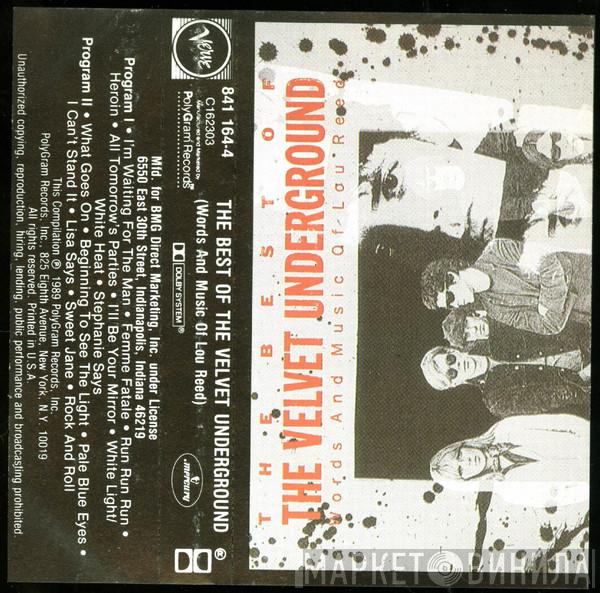 THE BEST OF
THE VELVET UNDERGROUND
Words And Music Of Lou Reed
Verve
841 164-4
C162303
Manufactured and Marketed by
PolyGram Records™
THE BEST OF THE VELVET UNDERGROUND
(Words And Music Of Lou Reed)
DOLBY SYSTEM®
mercury
®
Mfd. for BMG Direct Marketing, Inc. under License
6550 East 30th Street, Indianapolis, Indiana 46219
Program I • I'm Waiting For The Man • Femme Fatale • Run Run Run •
Heroin • All Tomorrow's Parties • I'll Be Your Mirror • White Light/
White Heat • Stephanie Says
Program II • What Goes On • Beginning To See The Light • Pale Blue Eyes •
I Can't Stand It • Lisa Says • Sweet Jane • Rock And Roll
This Compilation ℗ 1989 PolyGram Records, Inc.
PolyGram Records, Inc., 825 Eighth Avenue, New York, N.Y. 10019
All rights reserved. Printed in U.S.A.
Unauthorized copying, reproduction, hiring, lending, public performance and broadcasting prohibited.
МАРКЕТ ВИНИЛА